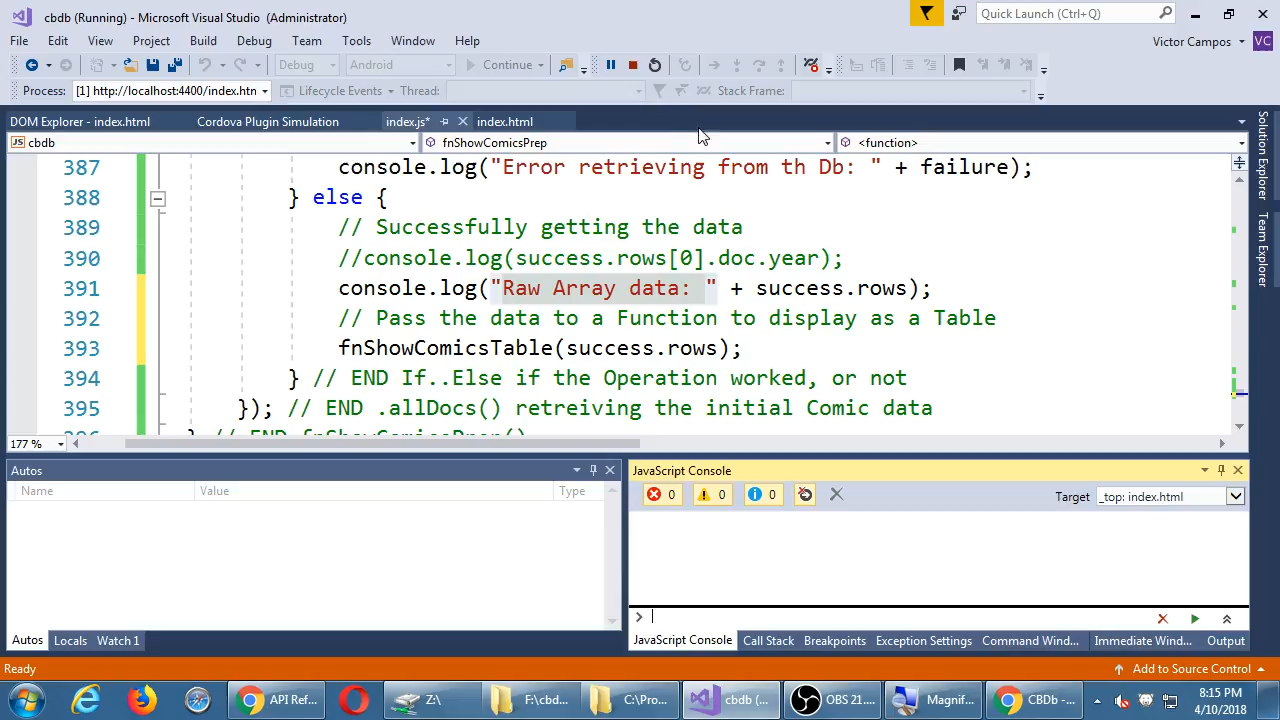 cbdb (Running) - Microsoft Visual Studio (Administrator)
Quick Launch (Ctrl+Q)
File Edit View Project Build Debug Team Tools Window Help
Victor Campos VC
Debug Android Continue
Process: [1] http://localhost:4400/index.htn Lifecycle Events Thread: Stack Frame:
DOM Explorer - index.html Cordova Plugin Simulation index.js* index.html
JS cbdb fnShowComicsPrep <function>
387 console.log("Error retrieving from th Db: " + failure);
388 } else {
389 // Successfully getting the data
390 //console.log(success.rows[0].doc.year);
391 console.log("Raw Array data: " + success.rows);
392 // Pass the data to a Function to display as a Table
393 fnShowComicsTable(success.rows);
394 } // END If..Else if the Operation worked, or not
395 }); // END .allDocs() retreiving the initial Comic data
396 } // END fnShowComicsPrep()
177 %
Solution Explorer
Team Explorer
Autos
Name Value Type
Autos Locals Watch 1
JavaScript Console
0 0 0 Target _top: index.html
>
JavaScript Console Call Stack Breakpoints Exception Settings Command Wind... Immediate Wind... Output
Ready Add to Source Control
API Ref... Z:\ F:\cbd... C:\Pro... cbdb (... OBS 21.... Magnif... CBDb -...
8:15 PM
4/10/2018